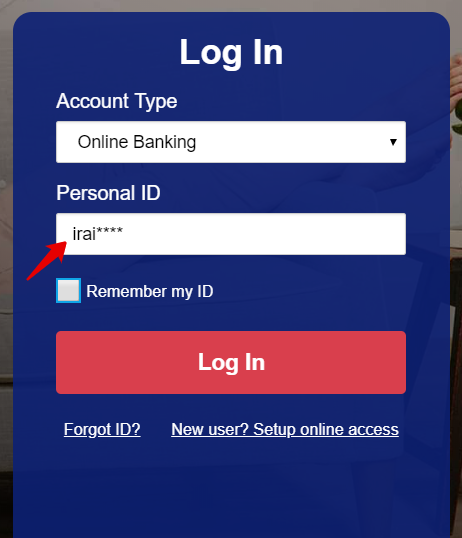 Log In
Account Type
Online Banking
Personal ID
irai****
Remember my ID
Log In
Forgot ID? New user? Setup online access